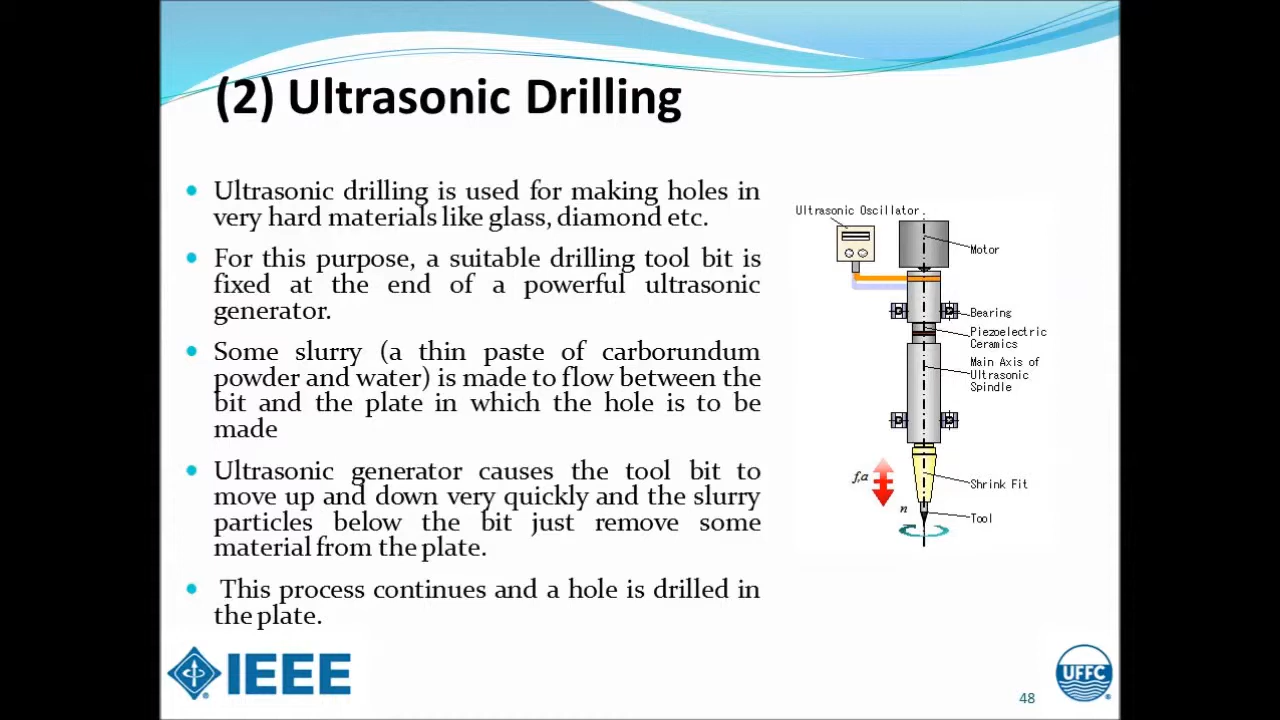 (2) Ultrasonic Drilling
Ultrasonic drilling is used for making holes in
very hard materials like glass, diamond etc.
For this purpose, a suitable drilling tool bit is
fixed at the end of a powerful ultrasonic
generator.
Some slurry (a thin paste of carborundum
powder and water) is made to flow between the
bit and the plate in which the hole is to be
made
Ultrasonic generator causes the tool bit to
move up and down very quickly and the slurry
particles below the bit just remove some
material from the plate.
This process continues and a hole is drilled in
the plate.
Ultrasonic Oscillator.
Motor
Bearing
Piezoelectric
Ceramics
Main Axis of
Ultrasonic
Spindle
f,a
Shrink Fit
n
Tool
IEEE
®
UFFC
®
48